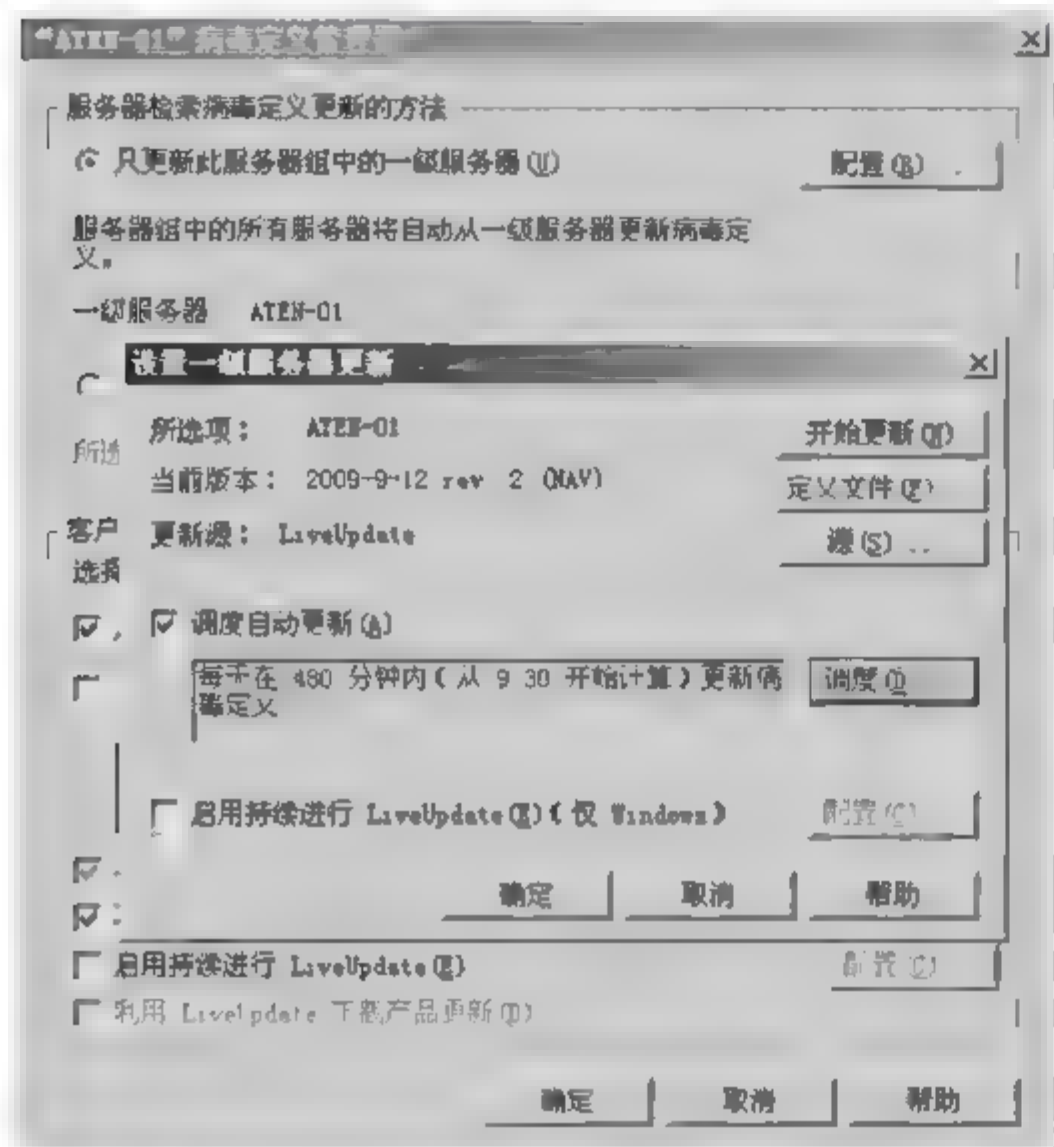 “ATEN-01” 病毒定义管理
服务器检索病毒定义更新的方法
只更新此服务器组中的一级服务器(U)
配置(R)
服务器组中的所有服务器将自动从一级服务器更新病毒定
义。
一级服务器 ATEN-01
设置一级服务器更新
所选项： ATEN-01
开始更新(N)
所选
当前版本： 2009-9-12 rev 2 (NAV)
定义文件(F)
客户
更新源： LiveUpdate
源(S) ..
选择
调度自动更新(A)
每天在 480 分钟内(从 9 30 开始计算)更新病
毒定义
调度
启用持续进行 LiveUpdate(E)(仅 Windows)
配置(C)
确定 取消 帮助
启用持续进行 LiveUpdate(E)
配置(C)
利用 LiveUpdate 下载产品更新(D)
确定 取消 帮助